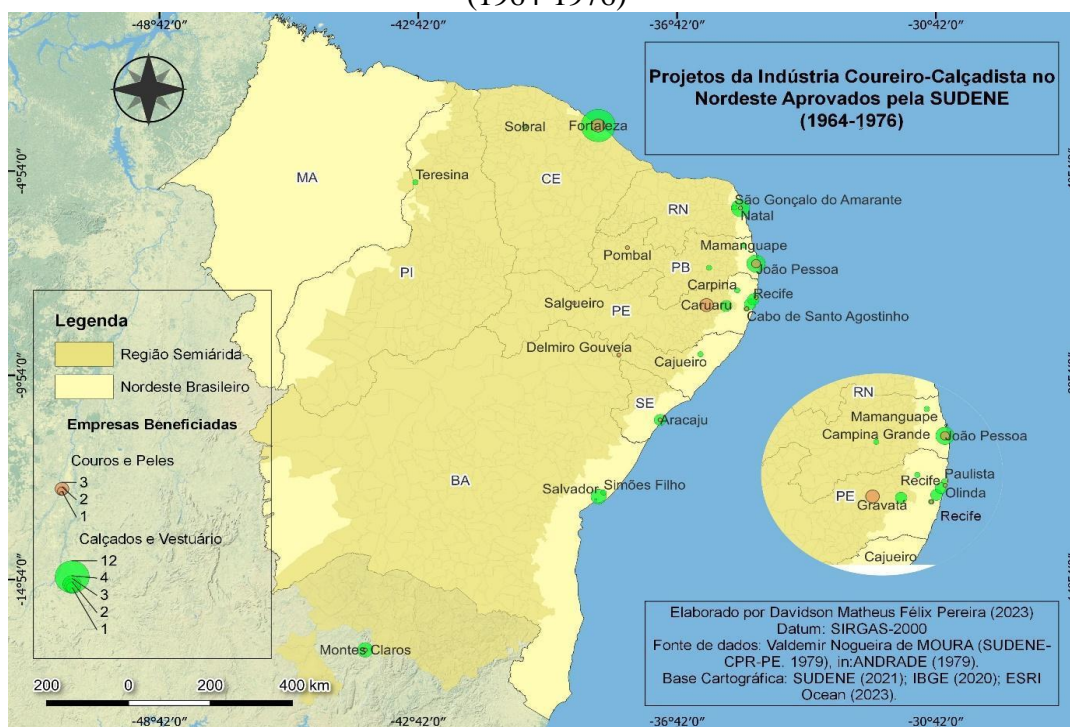 (1964-1976)
-48°42'0" -42°42'0" -36°42'0" -30°42'0"
Projetos da Indústria Coureiro-Calçadista no
Nordeste Aprovados pela SUDENE
(1964-1976)
Sobral
Fortaleza
-4°54'0"
Teresina
MA
CE
RN
São Gonçalo do Amarante
Natal
Mamanguape
Pombal
PB
João Pessoa
PI
Carpina
Recife
Salgueiro
PE
Caruaru
Cabo de Santo Agostinho
Delmiro Gouveia
Cajueiro
-9°54'0"
SE
Aracaju
BA
Salvador
Simões Filho
-14°54'0"
Montes Claros
Legenda
Região Semiárida
Nordeste Brasileiro
Empresas Beneficiadas
Couros e Peles
3
2
1
Calçados e Vestuário
12
4
3
2
1
RN
Mamanguape
Campina Grande
João Pessoa
Paulista
Recife
PE
Olinda
Gravatá
Recife
Cajueiro
Elaborado por Davidson Matheus Félix Pereira (2023)
Datum: SIRGAS-2000
Fonte de dados: Valdemir Nogueira de MOURA (SUDENE-
CPR-PE. 1979), in:ANDRADE (1979).
Base Cartográfica: SUDENE (2021); IBGE (2020); ESRI
Ocean (2023).
200 0 200 400 km
-48°42'0" -42°42'0" -36°42'0" -30°42'0"